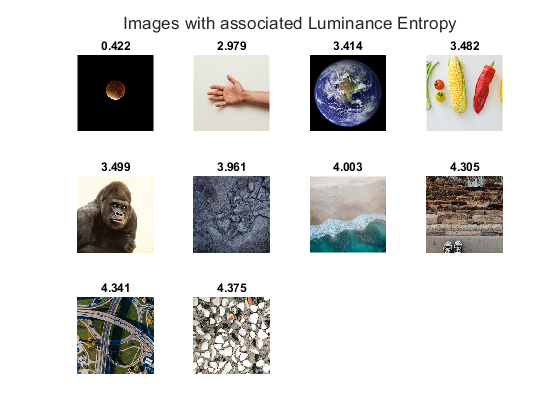 Images with associated Luminance Entropy
0.422 2.979 3.414 3.482
3.499 3.961 4.003 4.305
4.341 4.375